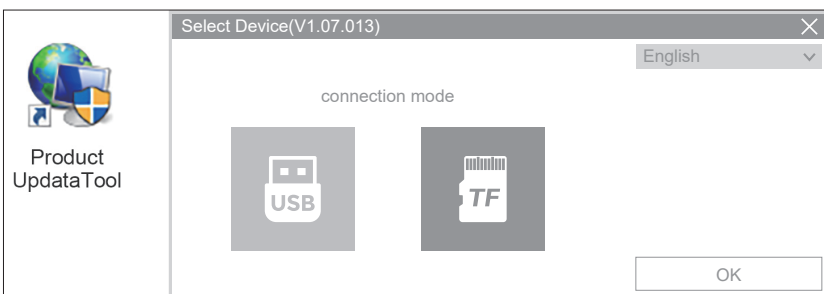 Select Device(V1.07.013)
English
connection mode
Product
UpdataTool
USB
TF
OK